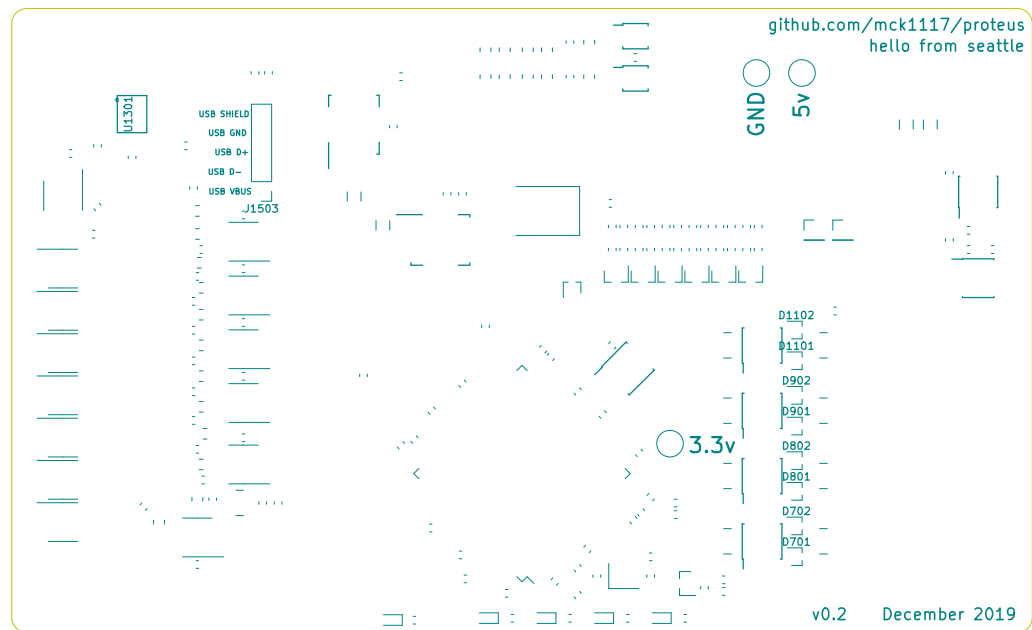 github.com/mck1117/proteus
hello from seattle
GND
5v
U1301
USB SHIELD
USB GND
USB D+
USB D-
USB VBUS
J1503
D1102
D1101
D902
D901
3.3v
D802
D801
D702
D701
v0.2 December 2019